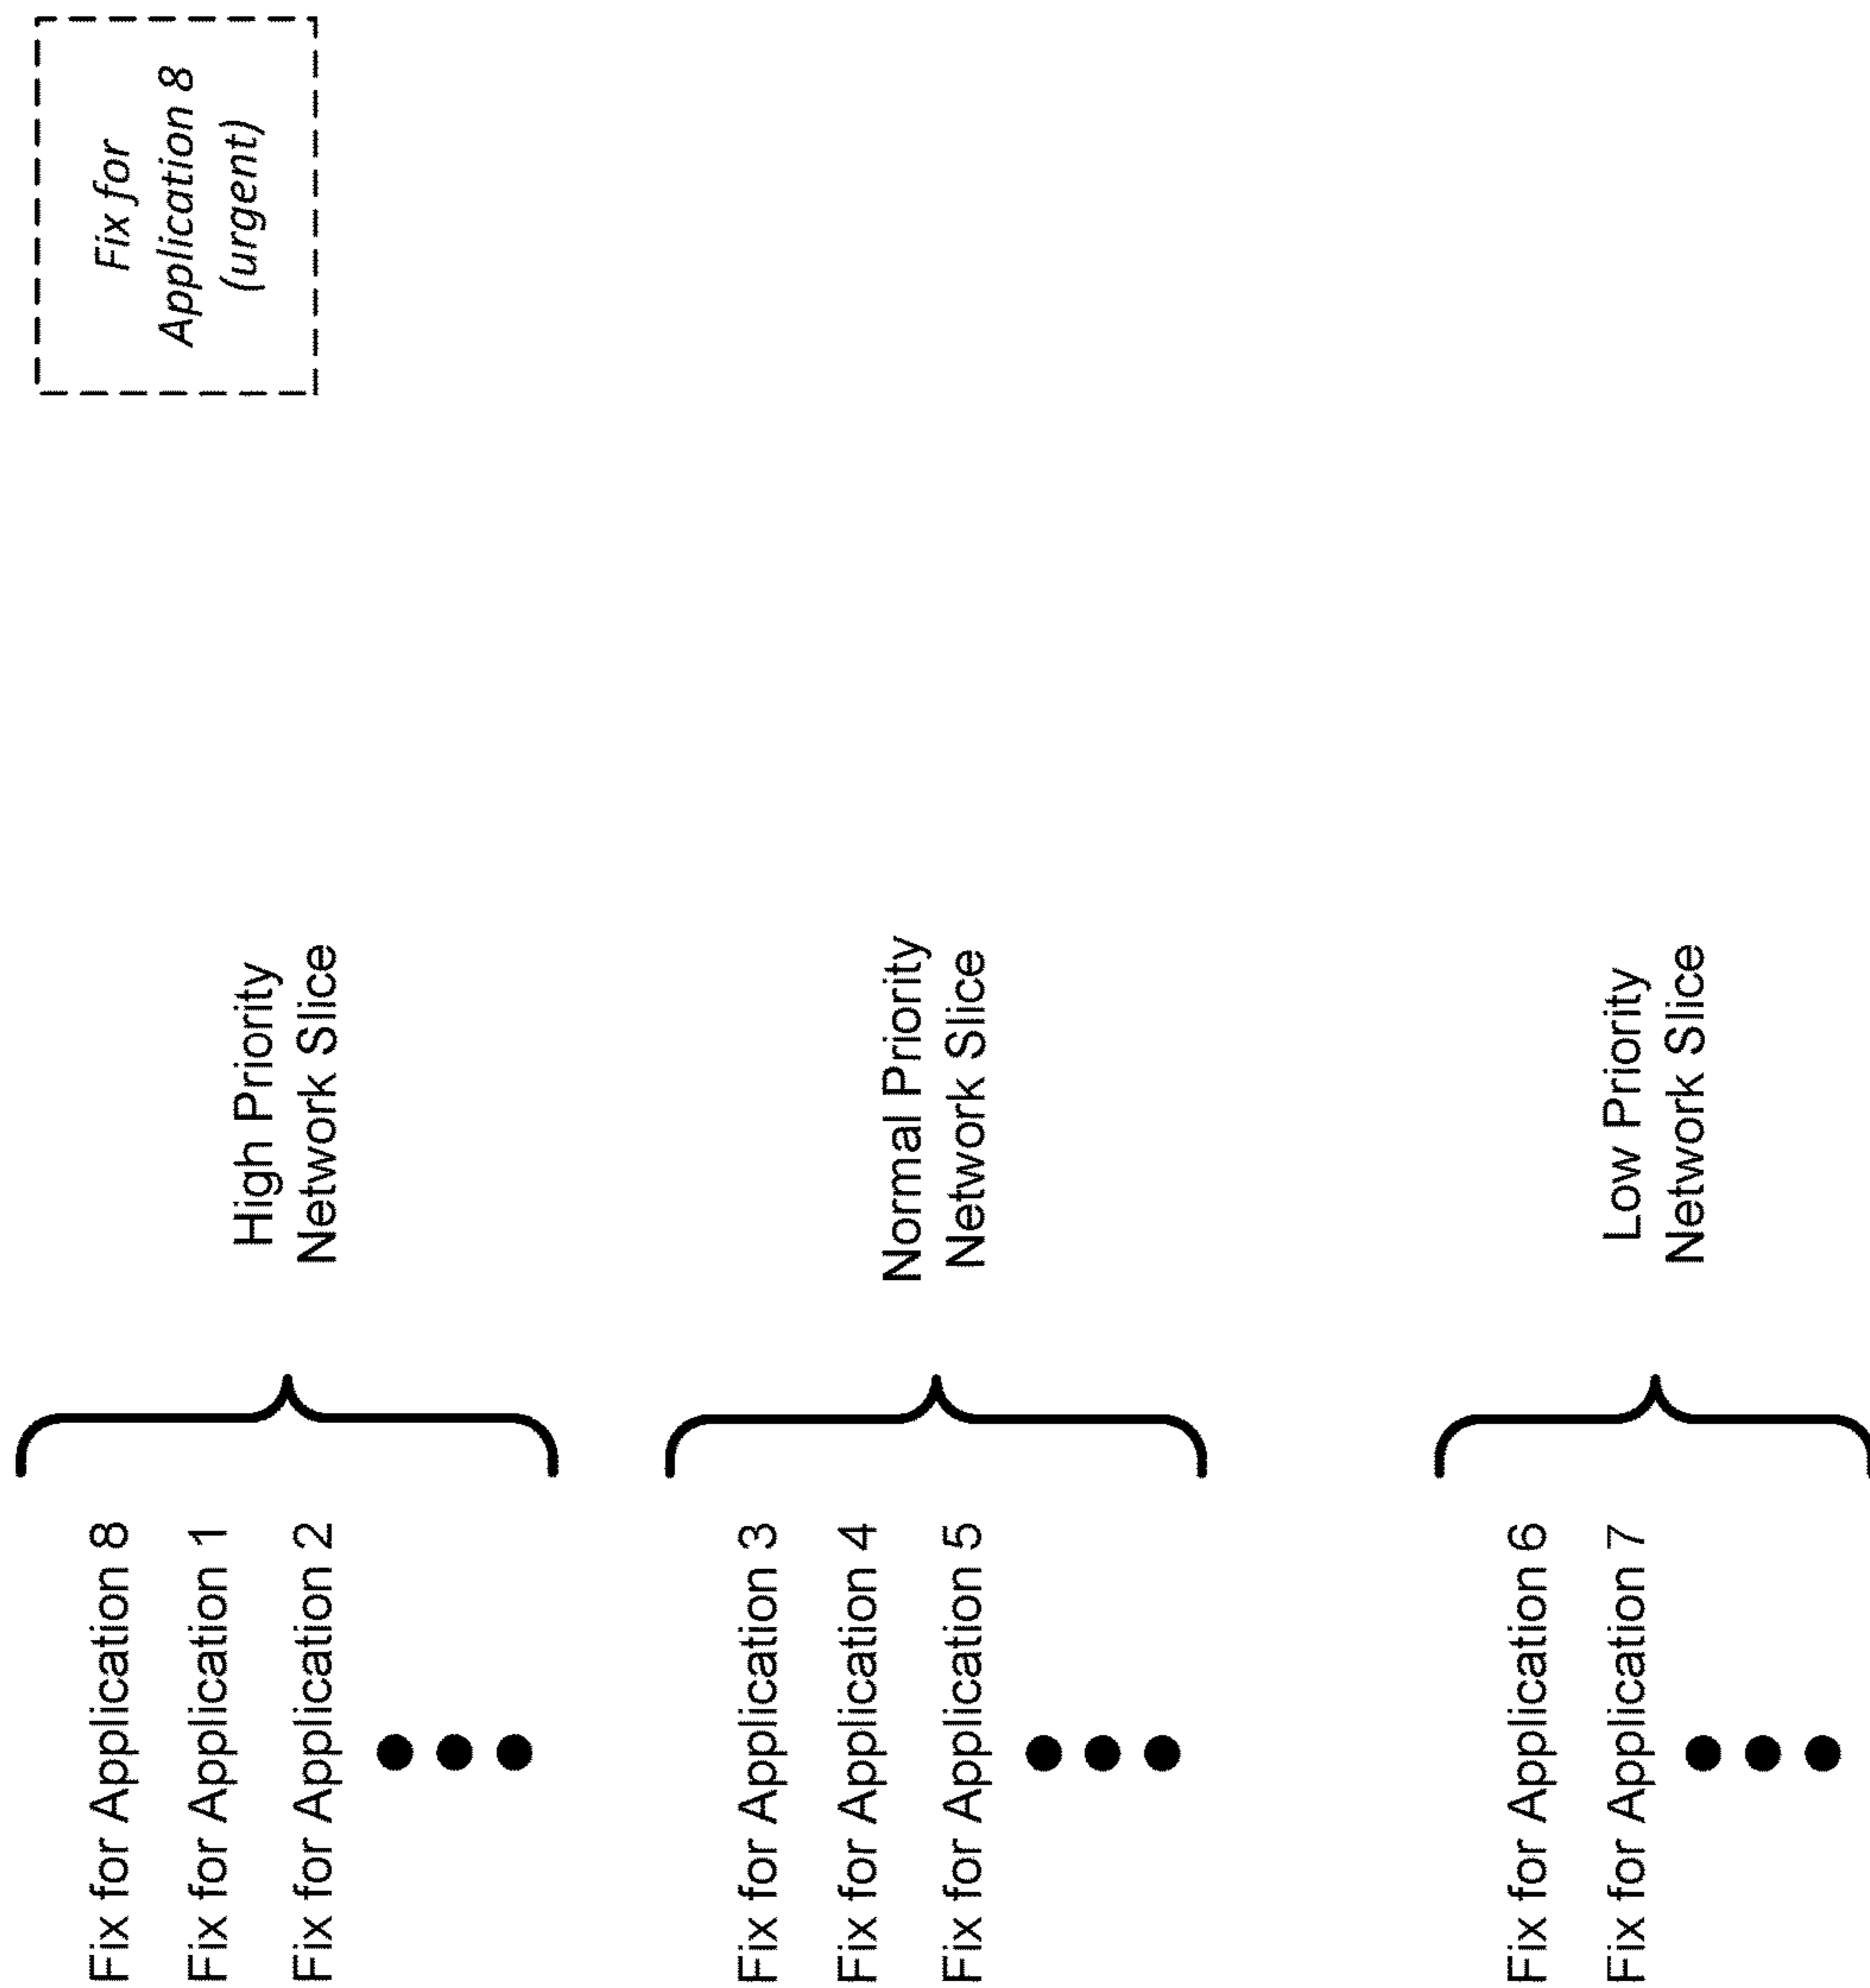 Fix for Application 8
Fix for Application 1
Fix for Application 2
High Priority
Network Slice
Fix for
Application 8
(urgent)
Fix for Application 3
Fix for Application 4
Fix for Application 5
Normal Priority
Network Slice
Fix for Application 6
Fix for Application 7
Low Priority
Network Slice